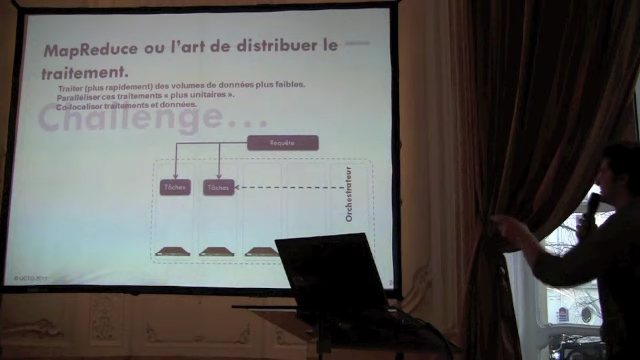 MapReduce ou l'art de distribuer le
traitement.
Traiter (plus rapidement) des volumes de données plus faibles.
Paralléliser ces traitements « plus unitaires ».
Co-localiser traitements et données.
Challenge...
Requête
Tâches
Tâches
Orchestrateur